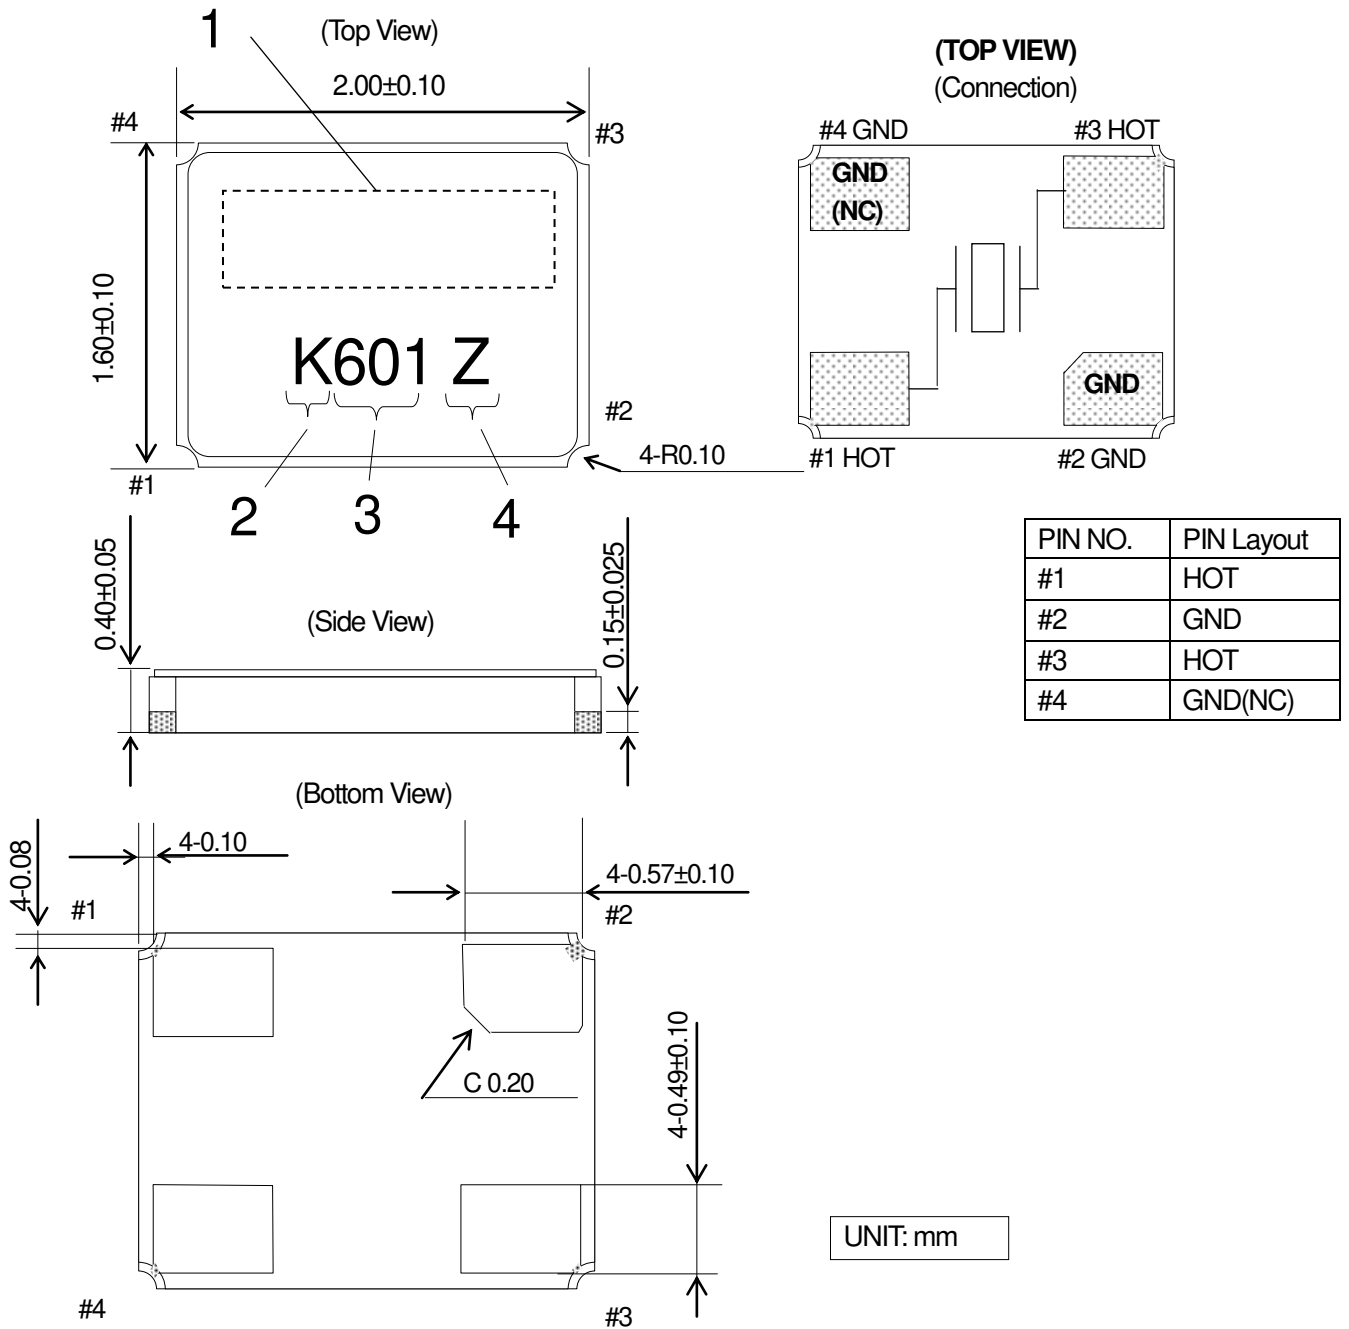 1
(Top View)
2.00±0.10
#4
#3
1.60±0.10
K601 Z
#2
4-R0.10
#1
2
3
4
(TOP VIEW)
(Connection)
#4 GND
#3 HOT
GND
(NC)
GND
#1 HOT
#2 GND
PIN NO. PIN Layout
#1 HOT
#2 GND
#3 HOT
#4 GND(NC)
0.40±0.05
(Side View)
0.15±0.025
(Bottom View)
4-0.08
4-0.10
4-0.57±0.10
#1
#2
C 0.20
4-0.49±0.10
#4
#3
UNIT: mm